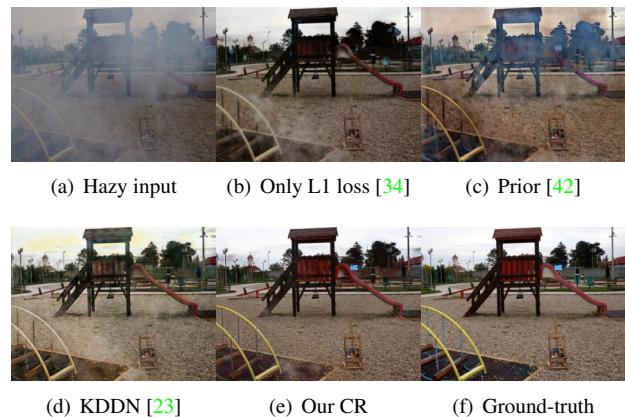 (a) Hazy input (b) Only L1 loss [34] (c) Prior [42]
(d) KDDN [23] (e) Our CR (f) Ground-truth